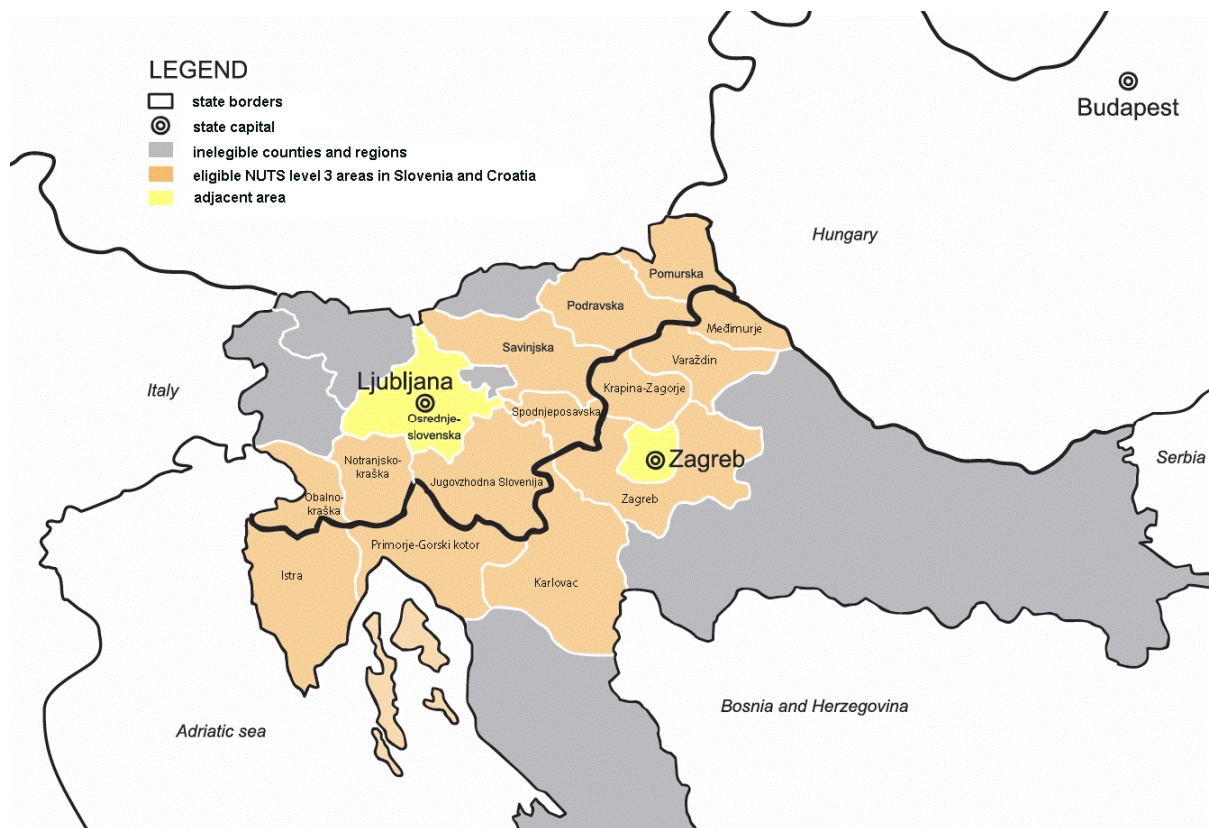 LEGEND
state borders
state capital
inelegible counties and regions
eligible NUTS level 3 areas in Slovenia and Croatia
adjacent area
Budapest
Hungary
Pomurska
Podravska
Međimurje
Savinjska
Varaždin
Italy
Ljubljana
Krapina-Zagorje
Osrednje-
slovenska
Spodnjeposavska
Zagreb
Serbia
Notranjsko-
kraška
Jugovzhodna Slovenija
Obalno-
kraška
Zagreb
Primorje-Gorski kotor
Istra
Karlovac
Bosnia and Herzegovina
Adriatic sea